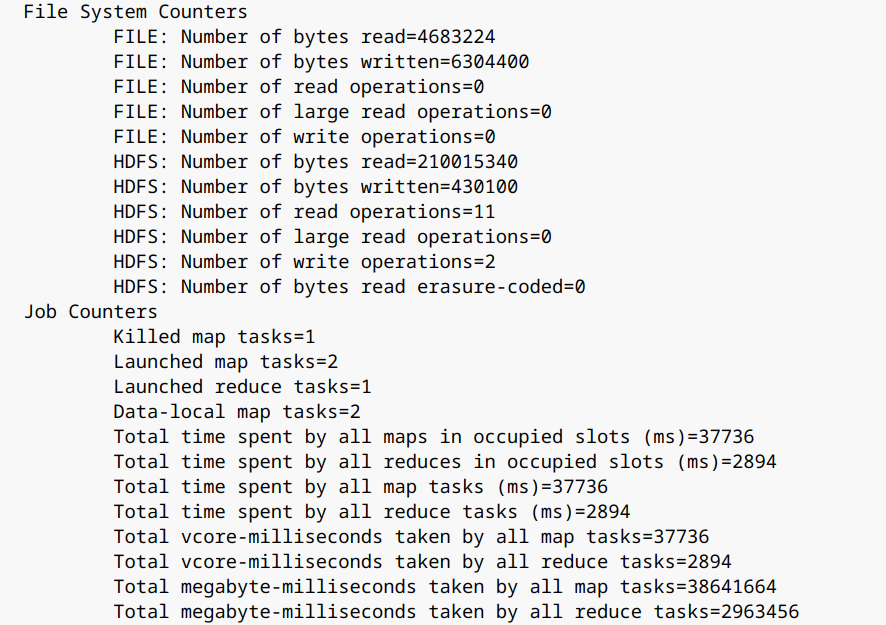 File System Counters
FILE: Number of bytes read=4683224
FILE: Number of bytes written=6304400
FILE: Number of read operations=0
FILE: Number of large read operations=0
FILE: Number of write operations=0
HDFS: Number of bytes read=210015340
HDFS: Number of bytes written=430100
HDFS: Number of read operations=11
HDFS: Number of large read operations=0
HDFS: Number of write operations=2
HDFS: Number of bytes read erasure-coded=0
Job Counters
Killed map tasks=1
Launched map tasks=2
Launched reduce tasks=1
Data-local map tasks=2
Total time spent by all maps in occupied slots (ms)=37736
Total time spent by all reduces in occupied slots (ms)=2894
Total time spent by all map tasks (ms)=37736
Total time spent by all reduce tasks (ms)=2894
Total vcore-milliseconds taken by all map tasks=37736
Total vcore-milliseconds taken by all reduce tasks=2894
Total megabyte-milliseconds taken by all map tasks=38641664
Total megabyte-milliseconds taken by all reduce tasks=2963456